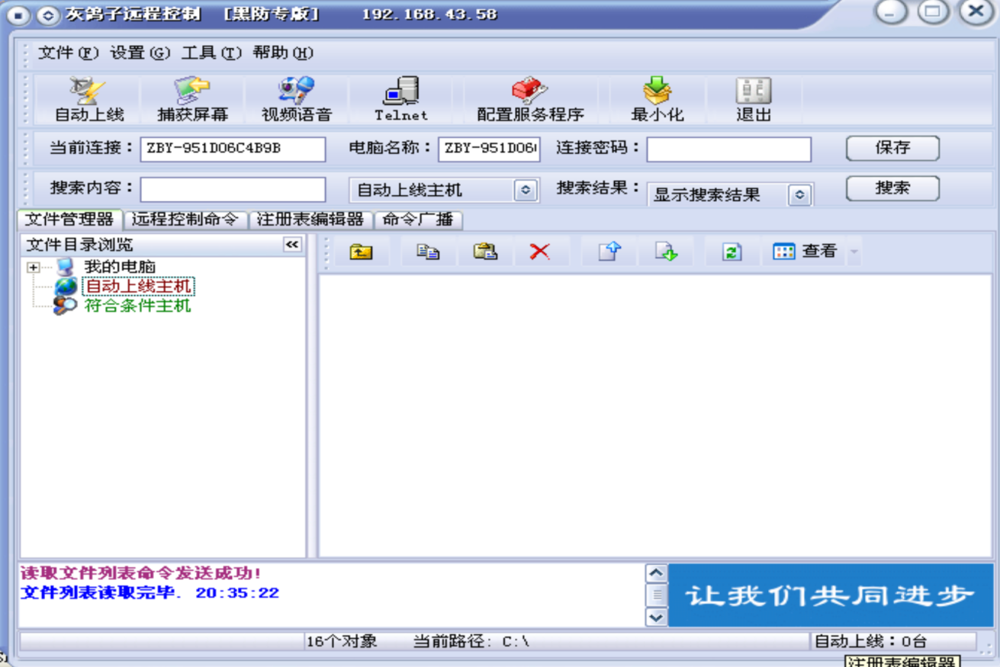 灰鸽子远程控制 [黑防专版] 192.168.43.58
文件(F) 设置(G) 工具(T) 帮助(H)
自动上线 捕获屏幕 视频语音 Telnet 配置服务程序 最小化 退出
当前连接： ZBY-951D06C4B9B 电脑名称： ZBY-951D06 连接密码： 保存
搜索内容： 自动上线主机 搜索结果： 显示搜索结果 搜索
文件管理器 远程控制命令 注册表编辑器 命令广播
文件目录浏览 查看
我的电脑
自动上线主机
符合条件主机
读取文件列表命令发送成功!
文件列表读取完毕. 20:35:22
让我们共同进步
16个对象 当前路径: C:\ 自动上线：0台
注册表编辑器